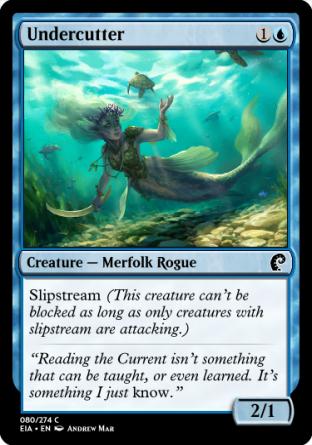 Undercutter 1
Creature — Merfolk Rogue
Slipstream (This creature can't be
blocked as long as only creatures with
slipstream are attacking.)
"Reading the Current isn't something
that can be taught, or even learned. It's
something I just know."
2/1
080/274 C
EIA • EN Andrew Mar